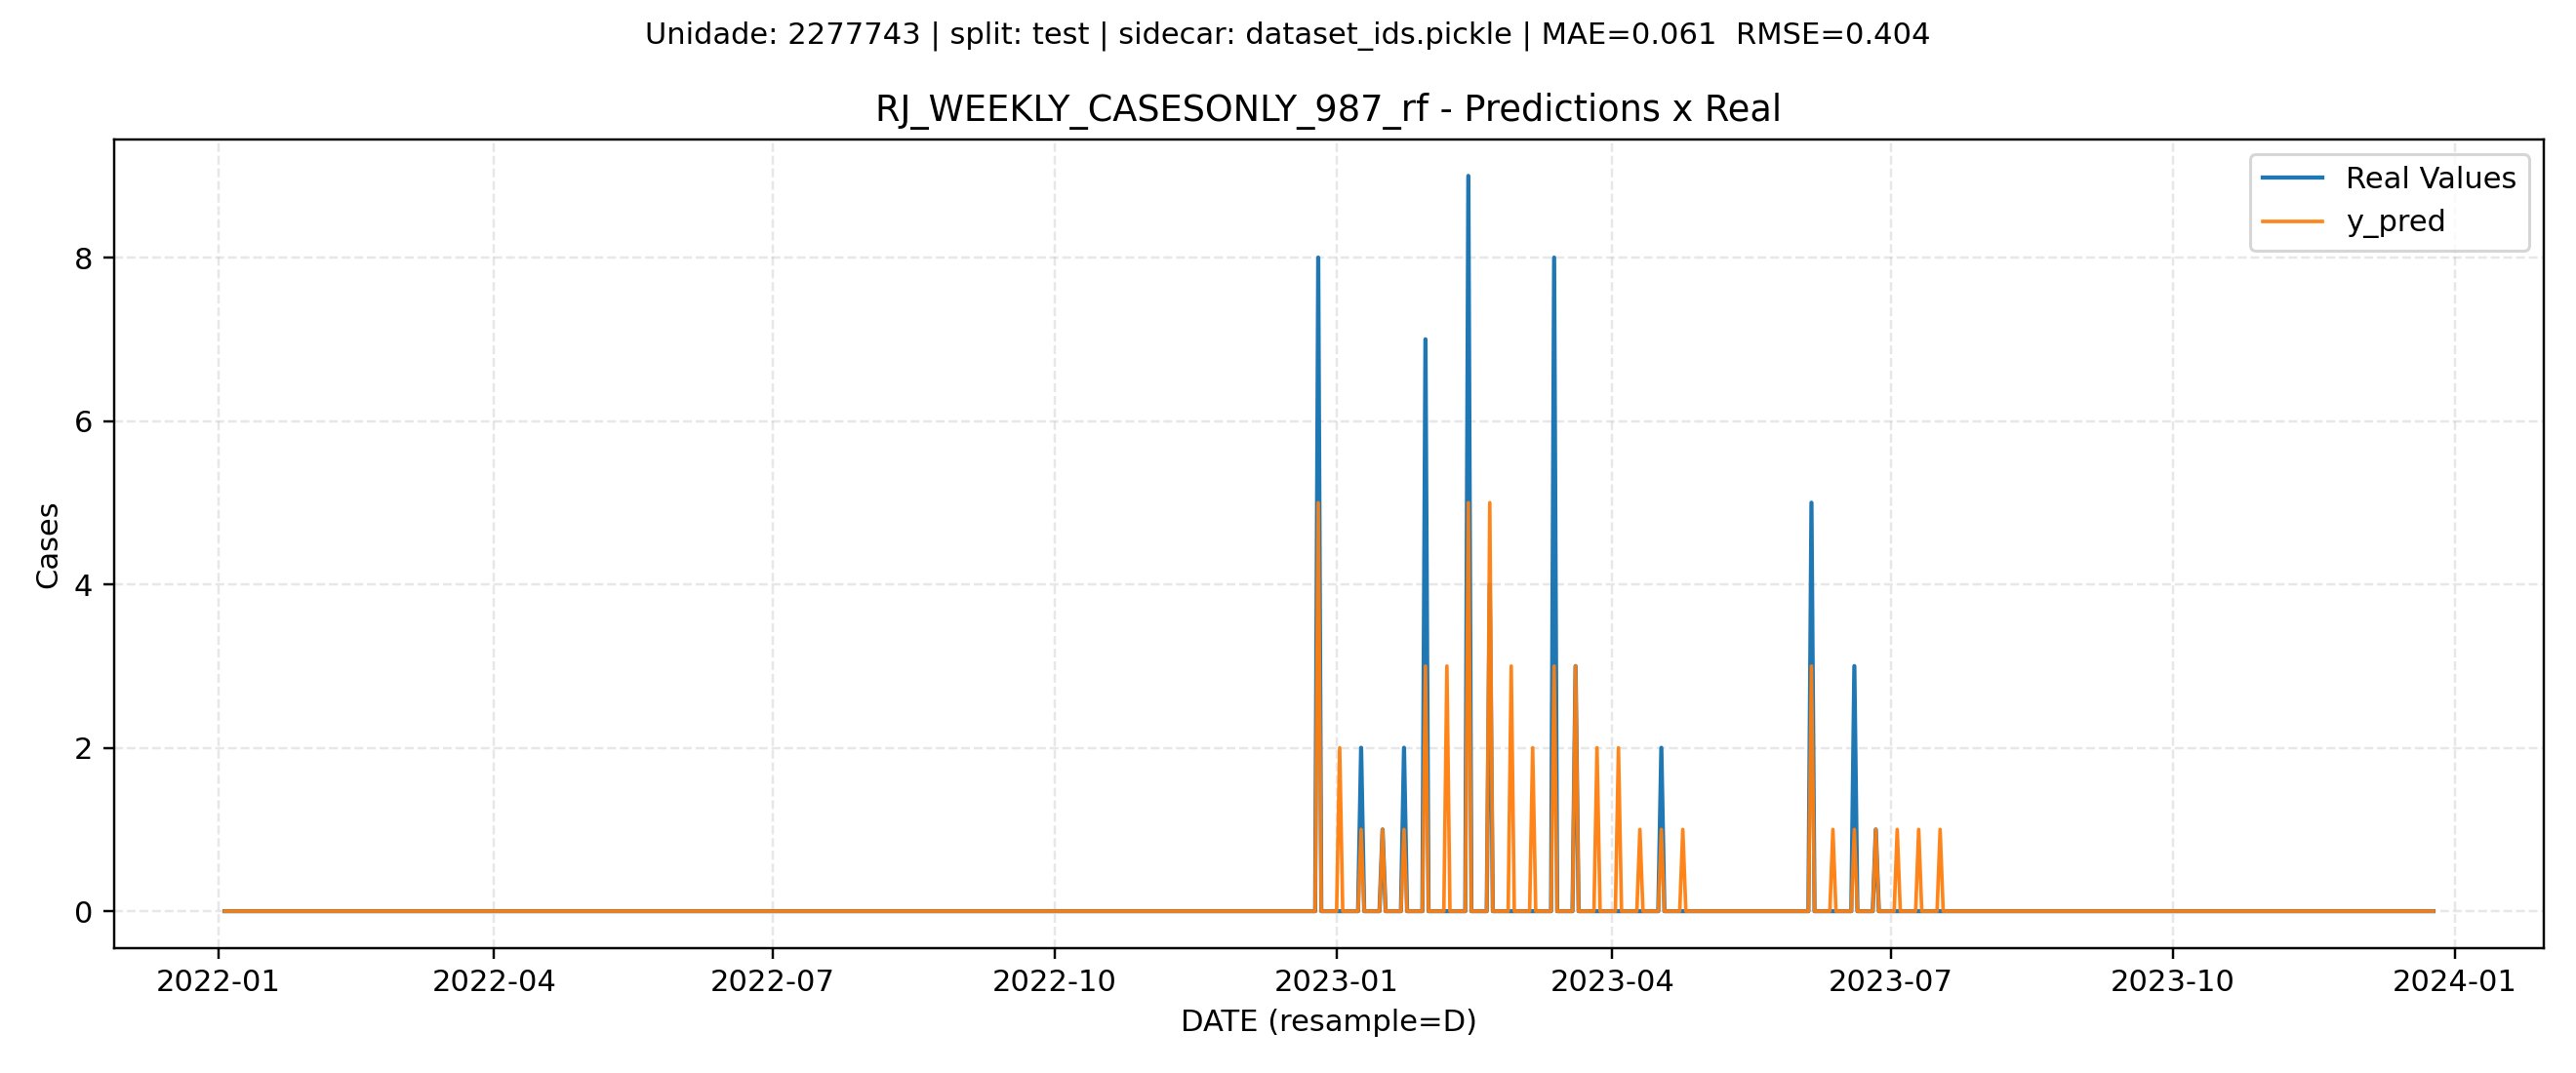 Unidade: 2277743 | split: test | sidecar: dataset_ids.pickle | MAE=0.061  RMSE=0.404
RJ_WEEKLY_CASESONLY_987_rf - Predictions x Real
Real Values
y_pred
8
6
4
2
0
Cases
2022-01
2022-04
2022-07
2022-10
2023-01
2023-04
2023-07
2023-10
2024-01
DATE (resample=D)